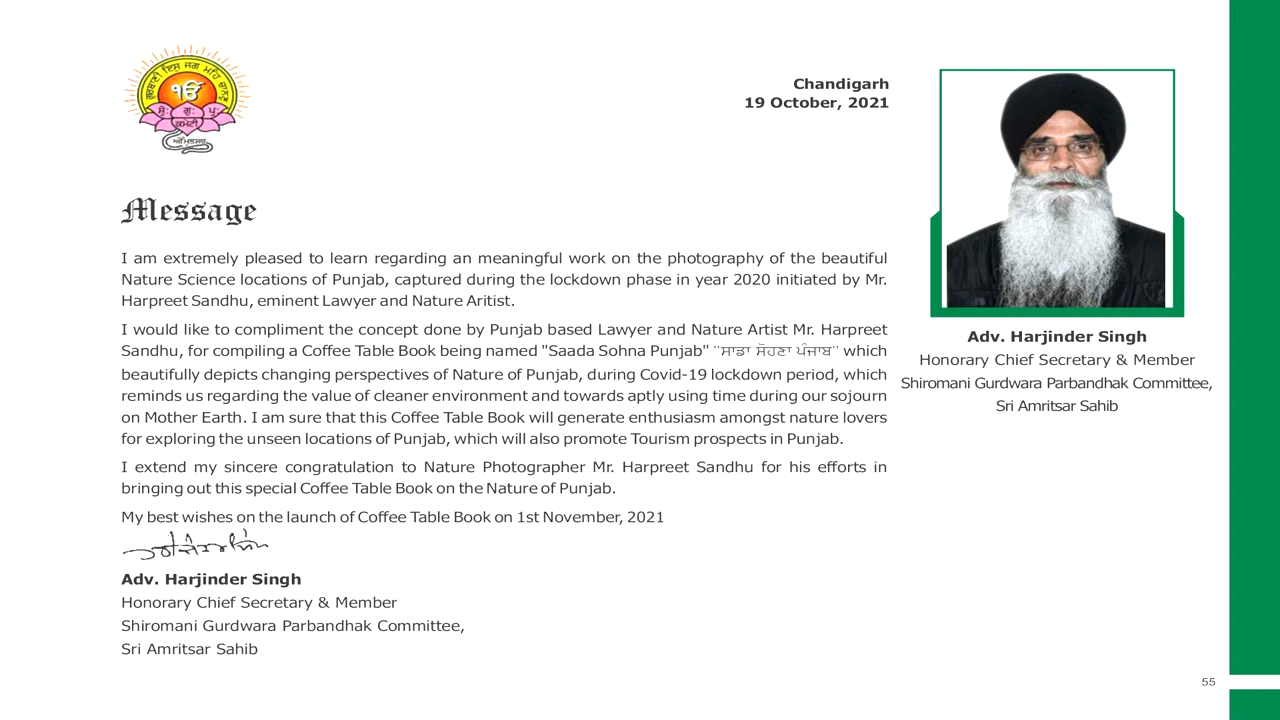 ਗੁਰਬਾਣੀ ਇਸੁ ਜਗ ਮਹਿ ਚਾਨਣੁ
ੴ
ਸ਼੍ਰੋ: ਗੁ: ਪ੍ਰ:
ਕਮੇਟੀ
Chandigarh
19 October, 2021
Message
I am extremely pleased to learn regarding an meaningful work on the photography of the beautiful
Nature Science locations of Punjab, captured during the lockdown phase in year 2020 initiated by Mr.
Harpreet Sandhu, eminent Lawyer and Nature Aritist.
I would like to compliment the concept done by Punjab based Lawyer and Nature Artist Mr. Harpreet
Sandhu, for compiling a Coffee Table Book being named "Saada Sohna Punjab" "ਸਾਡਾ ਸੋਹਣਾ ਪੰਜਾਬ" which
beautifully depicts changing perspectives of Nature of Punjab, during Covid-19 lockdown period, which
reminds us regarding the value of cleaner environment and towards aptly using time during our sojourn
on Mother Earth. I am sure that this Coffee Table Book will generate enthusiasm amongst nature lovers
for exploring the unseen locations of Punjab, which will also promote Tourism prospects in Punjab.
I extend my sincere congratulation to Nature Photographer Mr. Harpreet Sandhu for his efforts in
bringing out this special Coffee Table Book on the Nature of Punjab.
My best wishes on the launch of Coffee Table Book on 1st November, 2021
Adv. Harjinder Singh
Honorary Chief Secretary & Member
Shiromani Gurdwara Parbandhak Committee,
Sri Amritsar Sahib
Adv. Harjinder Singh
Honorary Chief Secretary & Member
Shiromani Gurdwara Parbandhak Committee,
Sri Amritsar Sahib
55